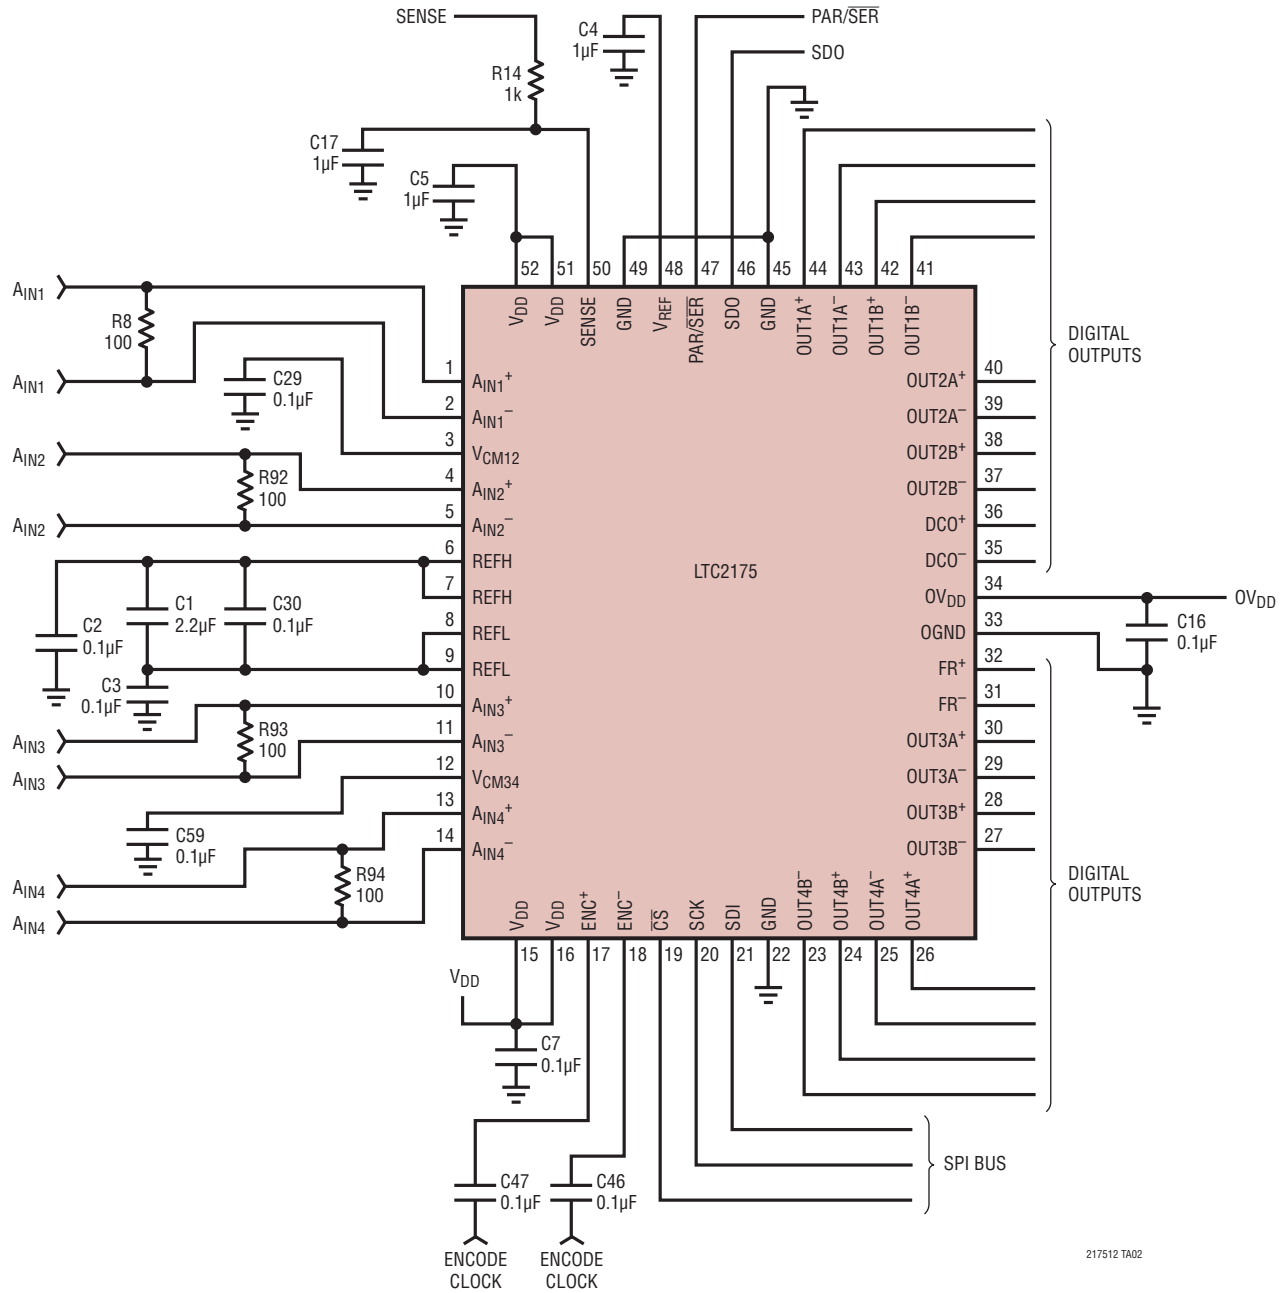 SENSE
C4
1µF
PAR/SER
SDO
R14
1k
C17
1µF
C5
1µF
52 51 50 49 48 47 46 45 44 43 42 41
VDD VDD SENSE GND VREF PAR/SER SDO GND OUT1A+ OUT1A– OUT1B+ OUT1B–
AIN1
R8
100
AIN1
C29
0.1µF
AIN2
R92
100
AIN2
C2
0.1µF
C1
2.2µF
C30
0.1µF
C3
0.1µF
AIN3
R93
100
AIN3
C59
0.1µF
AIN4
R94
100
AIN4
1 AIN1+
2 AIN1–
3 VCM12
4 AIN2+
5 AIN2–
6 REFH
7 REFH
8 REFL
9 REFL
10 AIN3+
11 AIN3–
12 VCM34
13 AIN4+
14 AIN4–
LTC2175
OUT2A+ 40
OUT2A– 39
OUT2B+ 38
OUT2B– 37
DCO+ 36
DCO– 35
OVDD 34
OGND 33
FR+ 32
FR– 31
OUT3A+ 30
OUT3A– 29
OUT3B+ 28
OUT3B– 27
DIGITAL
OUTPUTS
OVDD
C16
0.1µF
DIGITAL
OUTPUTS
VDD VDD ENC+ ENC– CS SCK SDI GND OUT4B– OUT4B+ OUT4A– OUT4A+
15 16 17 18 19 20 21 22 23 24 25 26
VDD
C7
0.1µF
C47
0.1µF
C46
0.1µF
SPI BUS
ENCODE
CLOCK
ENCODE
CLOCK
217512 TA02